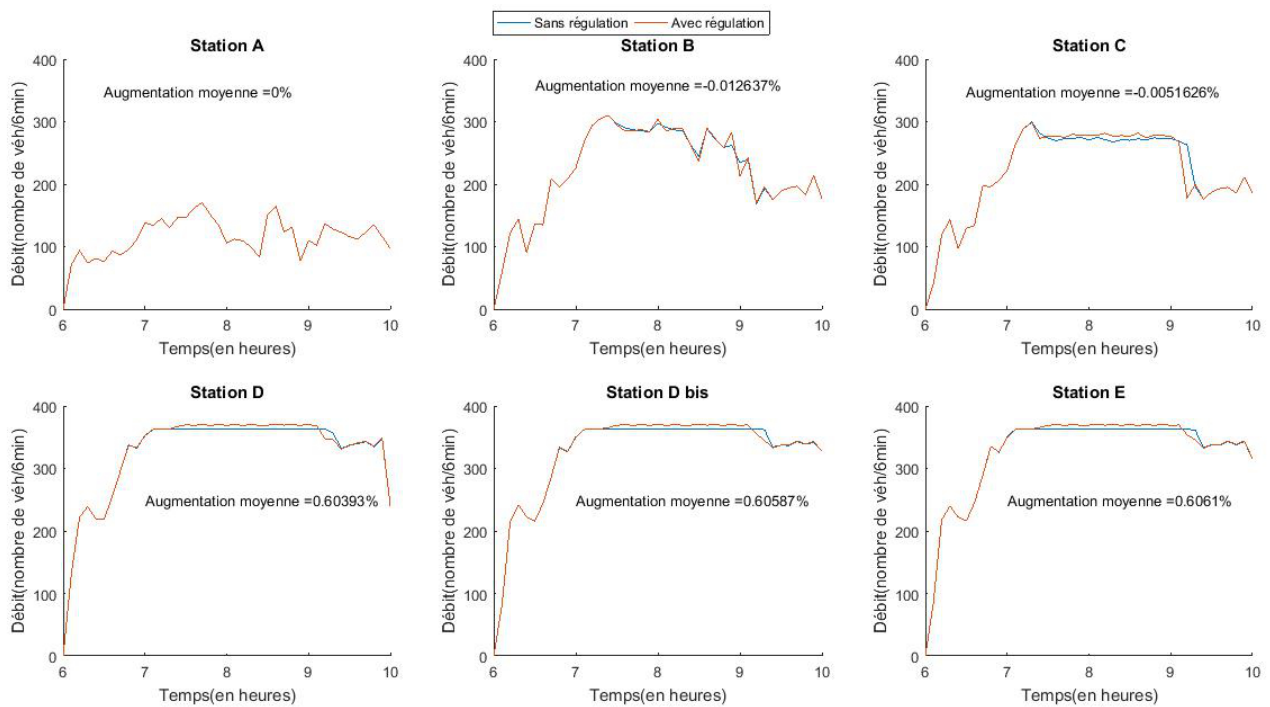 Sans régulation Avec régulation
Station A
Station B
Station C
Augmentation moyenne =0%
Augmentation moyenne =-0.012637%
Augmentation moyenne =-0.0051626%
Débit(nombre de véh/6min)
400
300
200
100
0
6 7 8 9 10
Temps(en heures)
Débit(nombre de véh/6min)
400
300
200
100
0
6 7 8 9 10
Temps(en heures)
Débit(nombre de véh/6min)
400
300
200
100
0
6 7 8 9 10
Temps(en heures)
Station D
Station D bis
Station E
Augmentation moyenne =0.60393%
Augmentation moyenne =0.60587%
Augmentation moyenne =0.6061%
Débit(nombre de véh/6min)
400
300
200
100
0
6 7 8 9 10
Temps(en heures)
Débit(nombre de véh/6min)
400
300
200
100
0
6 7 8 9 10
Temps(en heures)
Débit(nombre de véh/6min)
400
300
200
100
0
6 7 8 9 10
Temps(en heures)